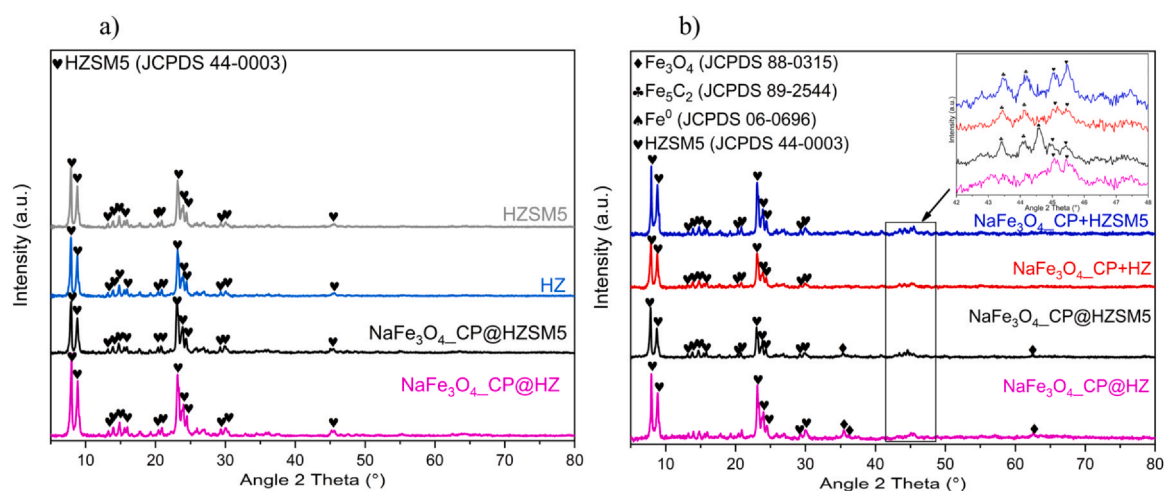 a)
♥HZSM5 (JCPDS 44-0003)
HZSM5
HZ
NaFe₃O₄_CP@HZSM5
NaFe₃O₄_CP@HZ
Intensity (a.u.)
10 20 30 40 50 60 70 80
Angle 2 Theta (°)
b)
♦Fe₃O₄ (JCPDS 88-0315)
♣Fe₅C₂ (JCPDS 89-2544)
♠Fe⁰ (JCPDS 06-0696)
♥HZSM5 (JCPDS 44-0003)
Intensity (a.u.)
42 43 44 45 46 47 48
Angle 2 Theta (°)
NaFe₃O₄_CP+HZSM5
NaFe₃O₄_CP+HZ
NaFe₃O₄_CP@HZSM5
NaFe₃O₄_CP@HZ
Intensity (a.u.)
10 20 30 40 50 60 70 80
Angle 2 Theta (°)